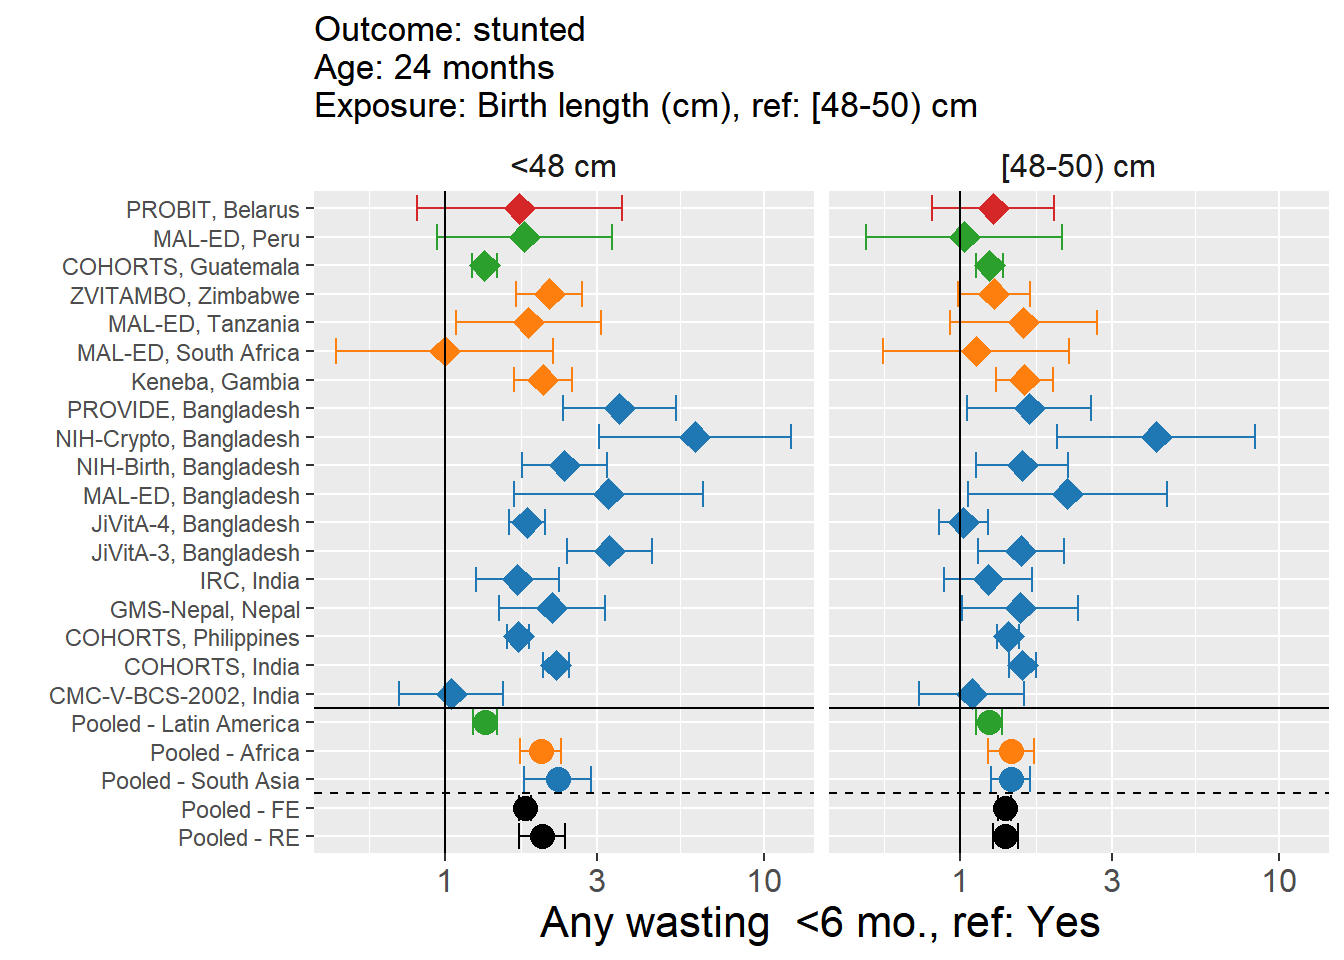 Outcome: stunted
Age: 24 months
Exposure: Birth length (cm), ref: [48-50) cm
<48 cm
[48-50) cm
PROBIT, Belarus
MAL-ED, Peru
COHORTS, Guatemala
ZVITAMBO, Zimbabwe
MAL-ED, Tanzania
MAL-ED, South Africa
Keneba, Gambia
PROVIDE, Bangladesh
NIH-Crypto, Bangladesh
NIH-Birth, Bangladesh
MAL-ED, Bangladesh
JiVitA-4, Bangladesh
JiVitA-3, Bangladesh
IRC, India
GMS-Nepal, Nepal
COHORTS, Philippines
COHORTS, India
CMC-V-BCS-2002, India
Pooled - Latin America
Pooled - Africa
Pooled - South Asia
Pooled - FE
Pooled - RE
1 3 10
1 3 10
Any wasting  <6 mo., ref: Yes